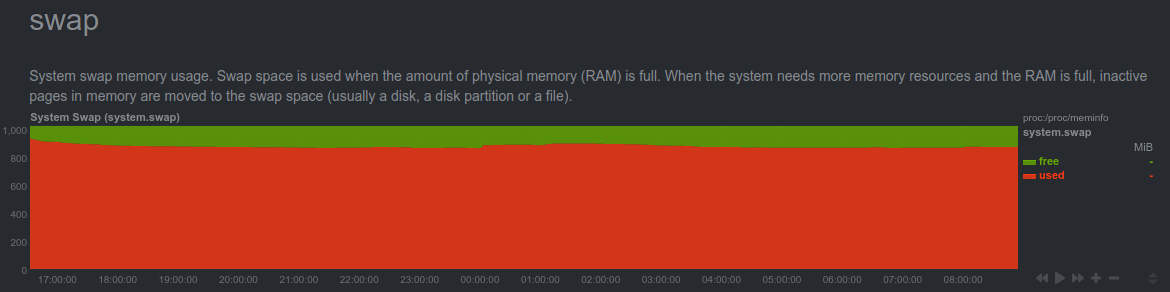 swap
System swap memory usage. Swap space is used when the amount of physical memory (RAM) is full. When the system needs more memory resources and the RAM is full, inactive
pages in memory are moved to the swap space (usually a disk, a disk partition or a file).
System Swap (system.swap)
proc:/proc/meminfo
system.swap
MiB
free -
used -
1,000
800
600
400
200
0
17:00:00 18:00:00 19:00:00 20:00:00 21:00:00 22:00:00 23:00:00 00:00:00 01:00:00 02:00:00 03:00:00 04:00:00 05:00:00 06:00:00 07:00:00 08:00:00